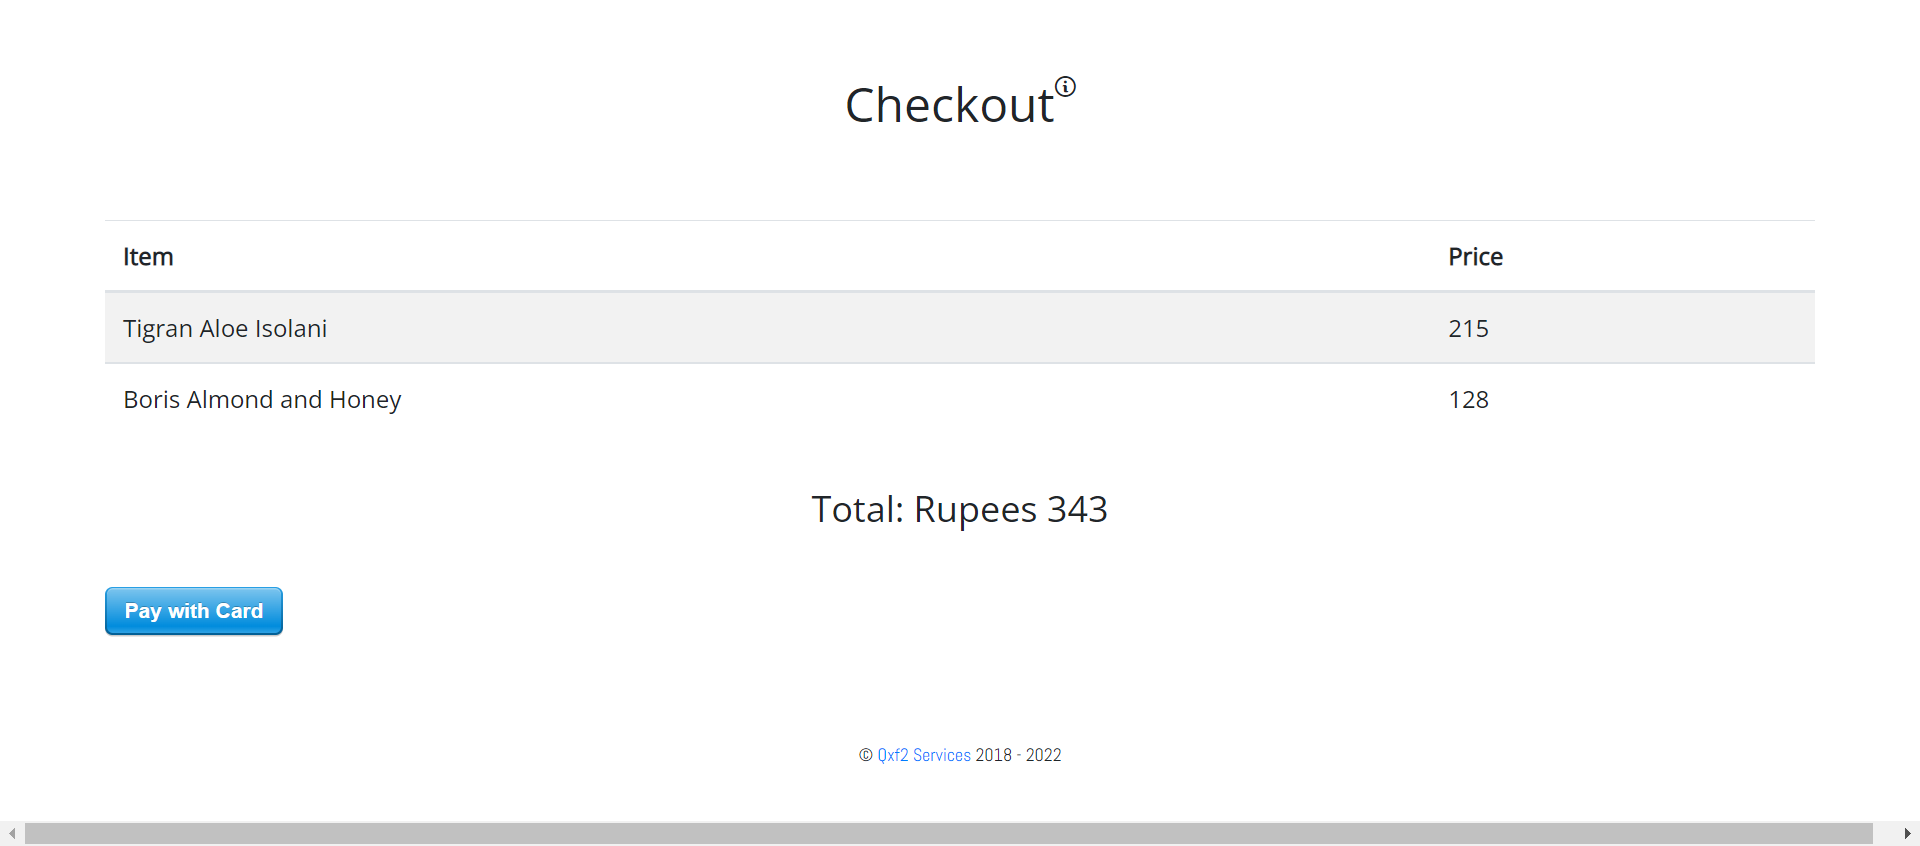 Checkout
Item Price
Tigran Aloe Isolani 215
Boris Almond and Honey 128
Total: Rupees 343
Pay with Card
© Qxf2 Services 2018 - 2022